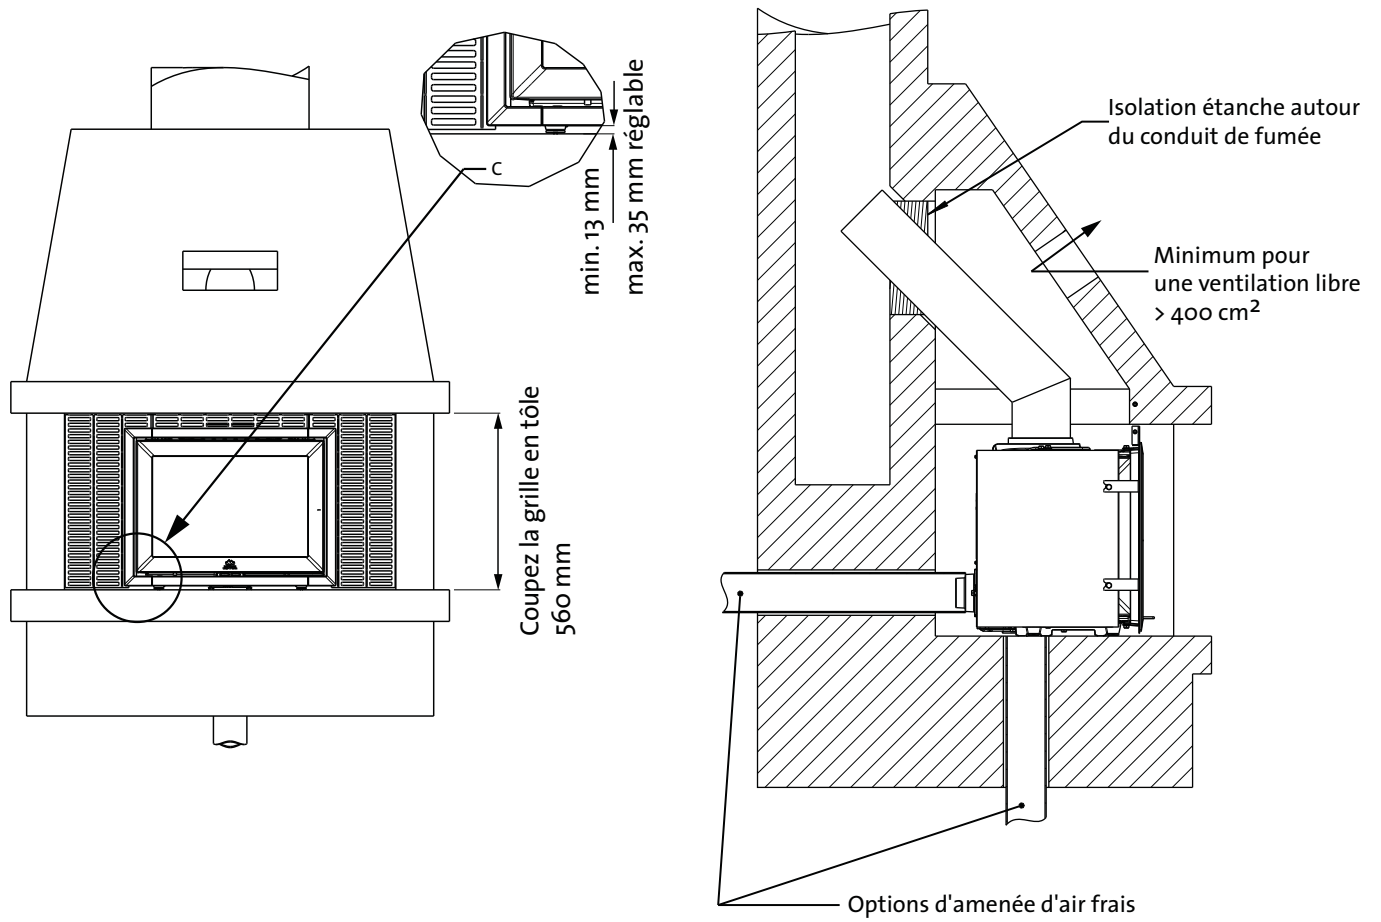 C
min. 13 mm
max. 35 mm réglable
Coupez la grille en tôle
560 mm
Isolation étanche autour
du conduit de fumée
Minimum pour
une ventilation libre
> 400 cm²
Options d'amenée d'air frais